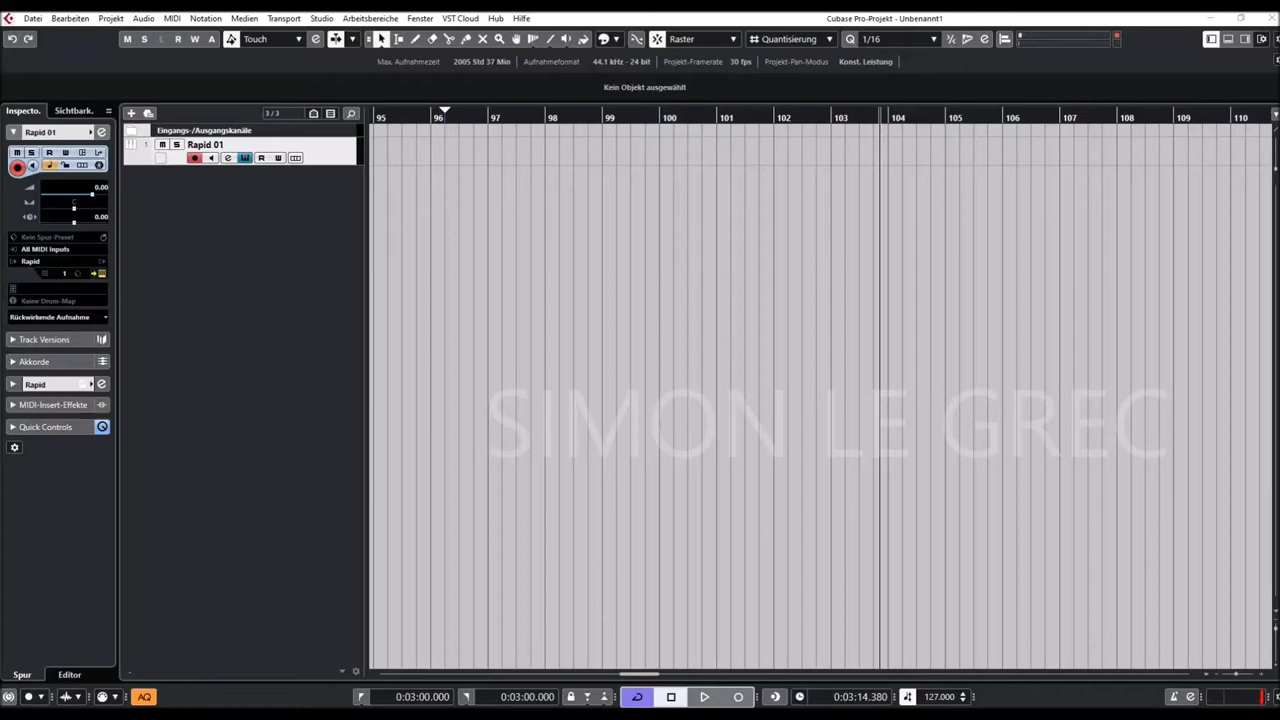 Datei Bearbeiten Projekt Audio MIDI Notation Medien Transport Studio Arbeitsbereiche Fenster VST Cloud Hub Hilfe Cubase Pro-Projekt - Unbenannt1
M S L R W A Touch Raster Quantisierung Q 1/16
Max. Aufnahmezeit 2005 Std 37 Min Aufnahmeformat 44.1 kHz - 24 bit Projekt-Framerate 30 fps Projekt-Pan-Modus Konst. Leistung
Kein Objekt ausgewählt
Inspecto. Sichtbark. 3 / 3 95 96 97 98 99 100 101 102 103 104 105 106 107 108 109 110
Rapid 01 Eingangs-/Ausgangskanäle
1 M S Rapid 01
M S R W
R W
0.00
C
0.00
Kein Spur-Preset
All MIDI Inputs
Rapid
1
Keine Drum-Map
Rückwirkende Aufnahme
Track Versions
Akkorde
Rapid
MIDI-Insert-Effekte
Quick Controls
SIMON LE GREC
Spur Editor
AQ 0:03:00.000 0:03:00.000 0:03:14.380 127.000